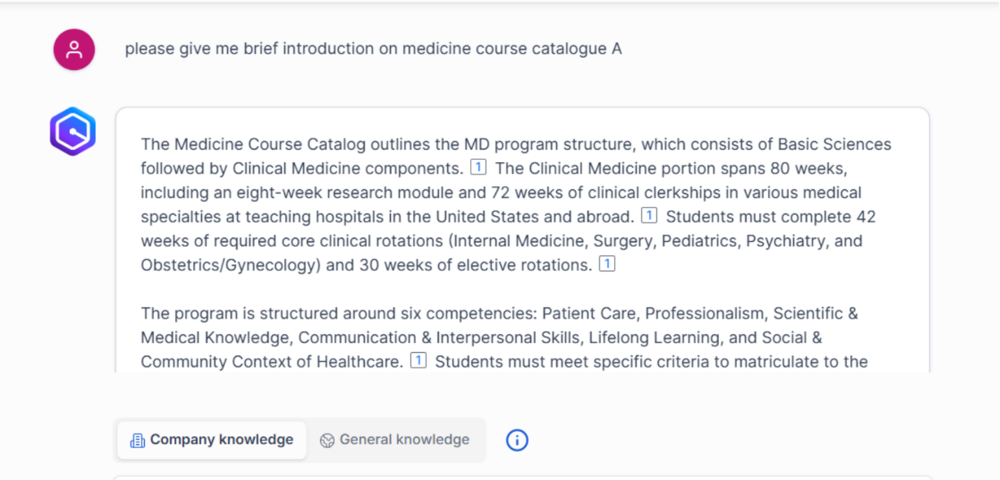 please give me brief introduction on medicine course catalogue A
The Medicine Course Catalog outlines the MD program structure, which consists of Basic Sciences
followed by Clinical Medicine components. 1 The Clinical Medicine portion spans 80 weeks,
including an eight-week research module and 72 weeks of clinical clerkships in various medical
specialties at teaching hospitals in the United States and abroad. 1 Students must complete 42
weeks of required core clinical rotations (Internal Medicine, Surgery, Pediatrics, Psychiatry, and
Obstetrics/Gynecology) and 30 weeks of elective rotations. 1
The program is structured around six competencies: Patient Care, Professionalism, Scientific &
Medical Knowledge, Communication & Interpersonal Skills, Lifelong Learning, and Social &
Community Context of Healthcare. 1 Students must meet specific criteria to matriculate to the
Company knowledge General knowledge